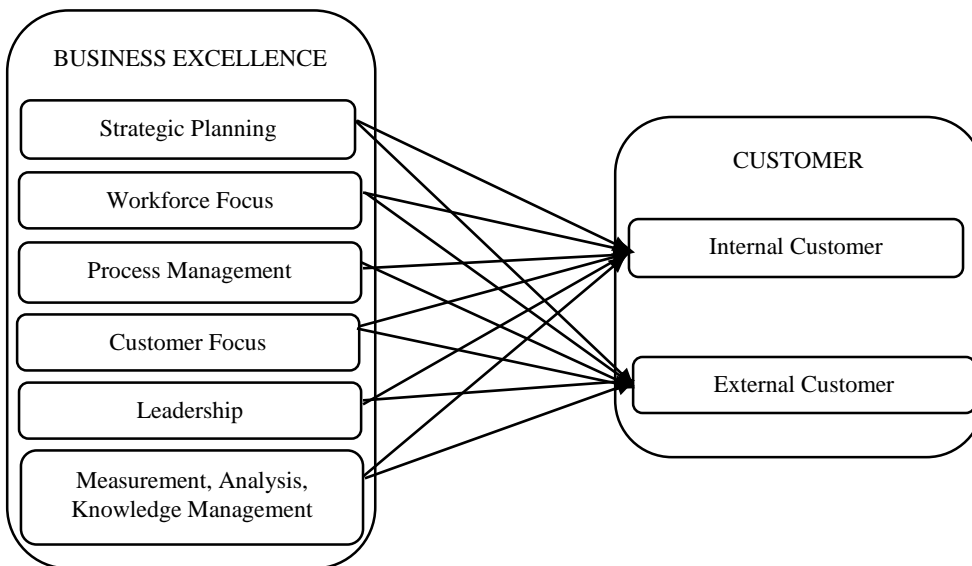 BUSINESS EXCELLENCE
Strategic Planning
Workforce Focus
Process Management
Customer Focus
Leadership
Measurement, Analysis,
Knowledge Management
CUSTOMER
Internal Customer
External Customer